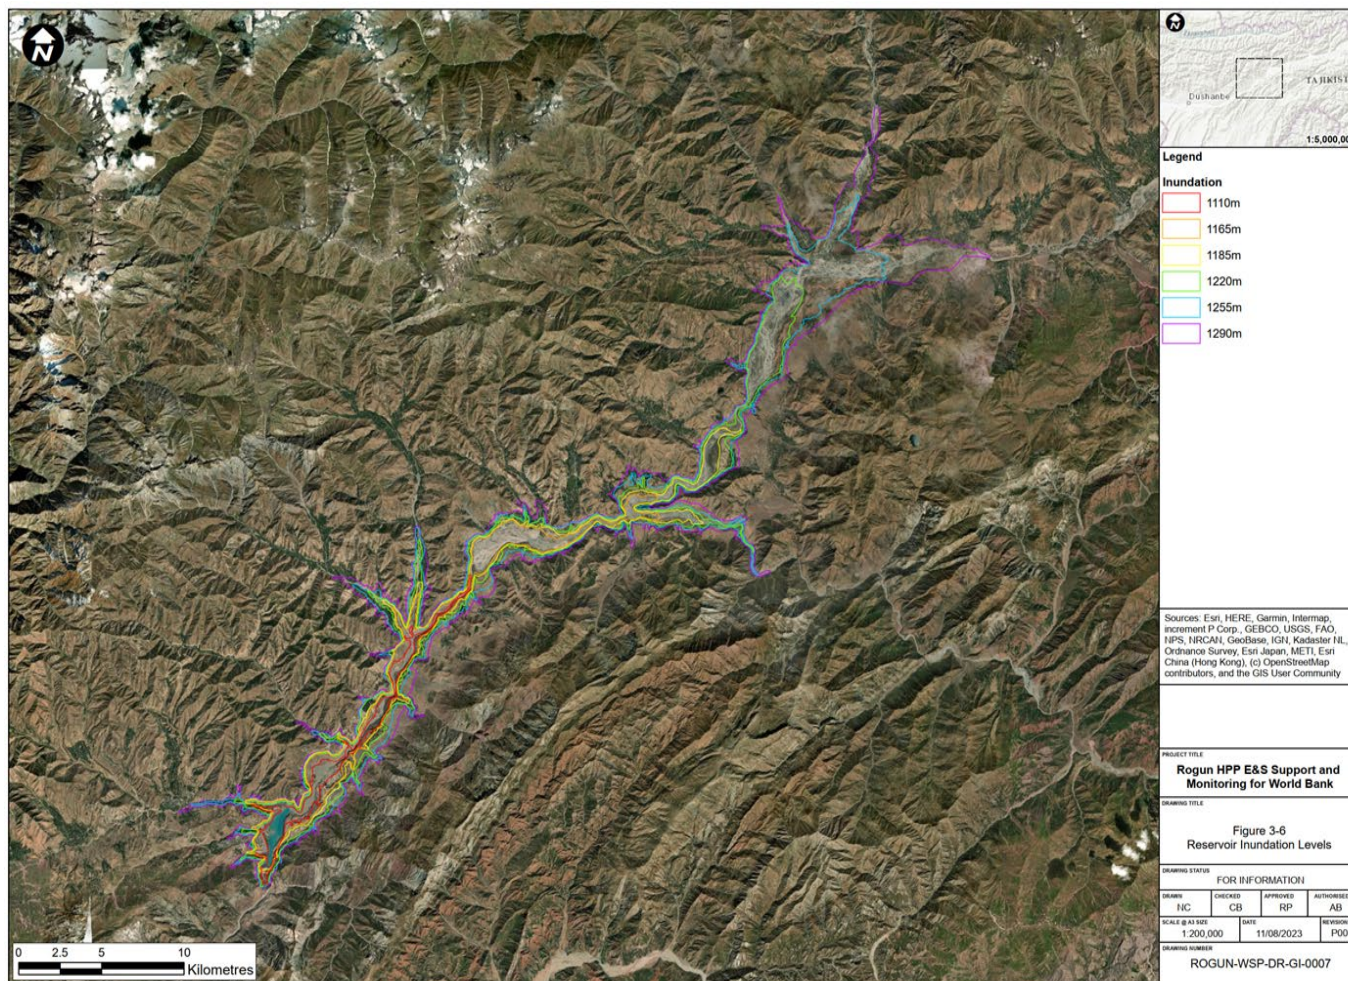 N
TAJIKIST
Dushanbe
1:5,000,00
Legend
Inundation
1110m
1165m
1185m
1220m
1255m
1290m
Sources: Esri, HERE, Garmin, Intermap,
increment P Corp., GEBCO, USGS, FAO,
NPS, NRCAN, GeoBase, IGN, Kadaster NL,
Ordnance Survey, Esri Japan, METI, Esri
China (Hong Kong), (c) OpenStreetMap
contributors, and the GIS User Community
PROJECT TITLE
Rogun HPP E&S Support and
Monitoring for World Bank
DRAWING TITLE
Figure 3-6
Reservoir Inundation Levels
DRAWING STATUS
FOR INFORMATION
DRAWN CHECKED APPROVED AUTHORISED
NC CB RP AB
SCALE @ A3 SIZE DATE REVISION
1:200,000 11/08/2023 P00
DRAWING NUMBER
ROGUN-WSP-DR-GI-0007
0 2.5 5 10
Kilometres